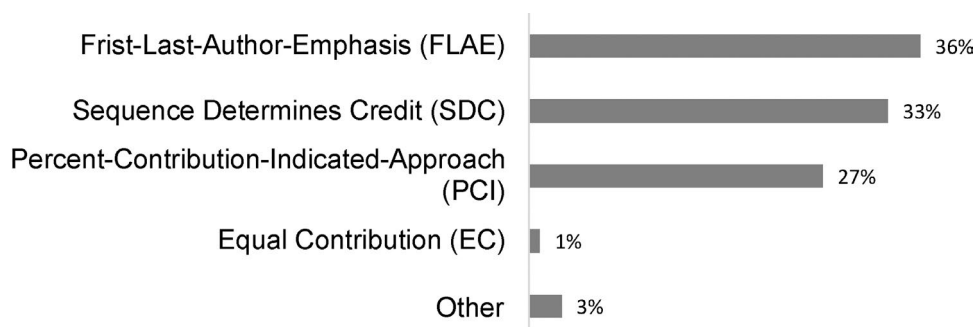 Frist-Last-Author-Emphasis (FLAE) 36%
Sequence Determines Credit (SDC) 33%
Percent-Contribution-Indicated-Approach
(PCI) 27%
Equal Contribution (EC) 1%
Other 3%